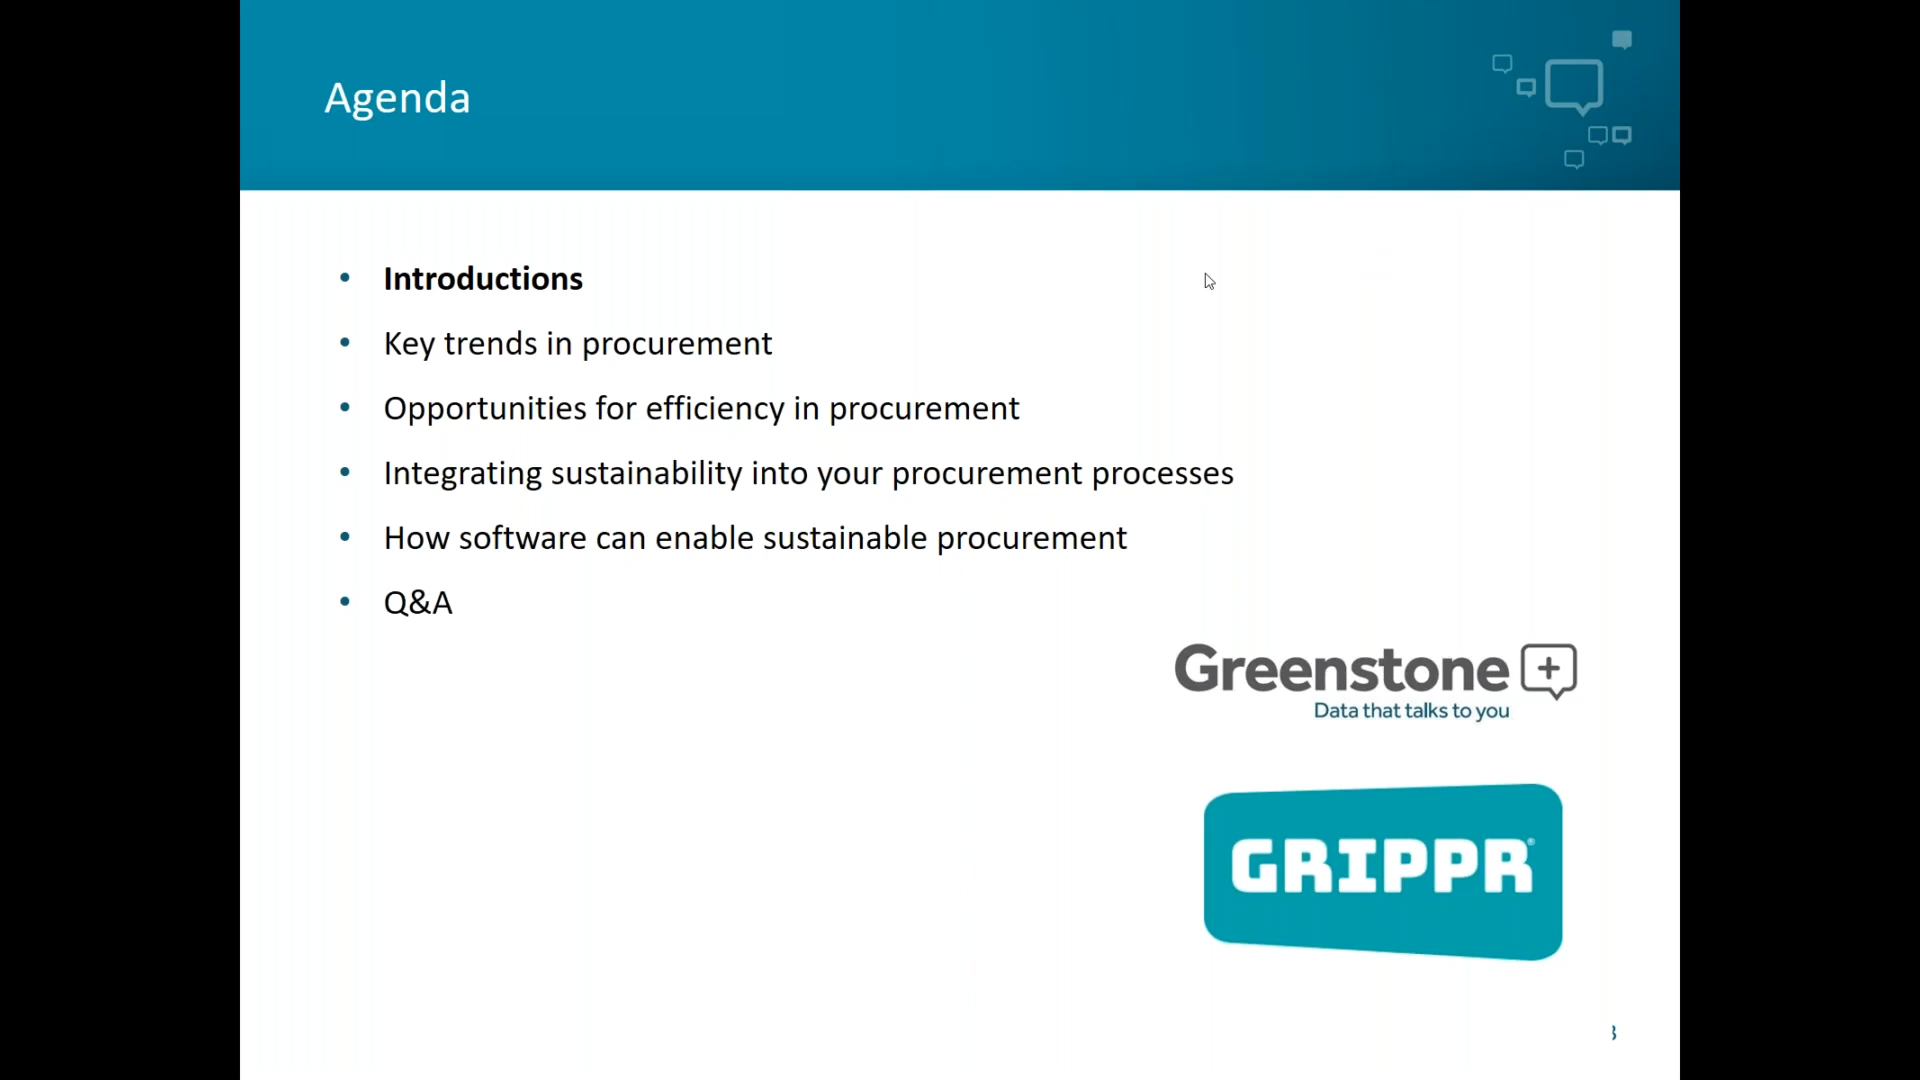 Agenda
• Introductions
• Key trends in procurement
• Opportunities for efficiency in procurement
• Integrating sustainability into your procurement processes
• How software can enable sustainable procurement
• Q&A
Greenstone
Data that talks to you
GRIPPR®